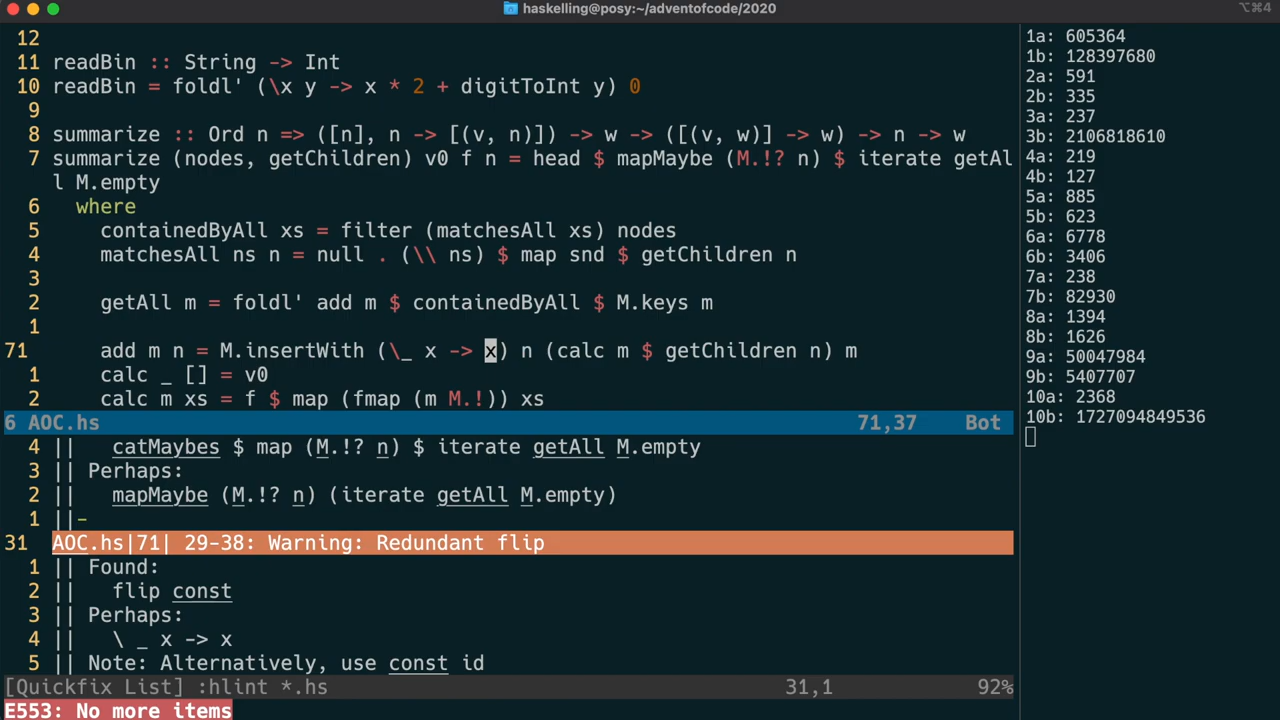 haskelling@posy:~/adventofcode/2020
⌥⌘4
12
11 readBin :: String -> Int
10 readBin = foldl' (\x y -> x * 2 + digitToInt y) 0
9
8 summarize :: Ord n => ([n], n -> [(v, n)]) -> w -> ([(v, w)] -> w) -> n -> w
7 summarize (nodes, getChildren) v0 f n = head $ mapMaybe (M.!? n) $ iterate getAl
l M.empty
6 where
5 containedByAll xs = filter (matchesAll xs) nodes
4 matchesAll ns n = null . (\\ ns) $ map snd $ getChildren n
3
2 getAll m = foldl' add m $ containedByAll $ M.keys m
1
71 add m n = M.insertWith (\_ x -> x) n (calc m $ getChildren n) m
1 calc _ [] = v0
2 calc m xs = f $ map (fmap (m M.!)) xs
6 AOC.hs 71,37 Bot
4 || catMaybes $ map (M.!? n) $ iterate getAll M.empty
3 || Perhaps:
2 || mapMaybe (M.!? n) (iterate getAll M.empty)
1 ||-
31 AOC.hs|71| 29-38: Warning: Redundant flip
1 || Found:
2 || flip const
3 || Perhaps:
4 || \ _ x -> x
5 || Note: Alternatively, use const id
[Quickfix List] :hlint *.hs 31,1 92%
E553: No more items
1a: 605364
1b: 128397680
2a: 591
2b: 335
3a: 237
3b: 2106818610
4a: 219
4b: 127
5a: 885
5b: 623
6a: 6778
6b: 3406
7a: 238
7b: 82930
8a: 1394
8b: 1626
9a: 50047984
9b: 5407707
10a: 2368
10b: 1727094849536